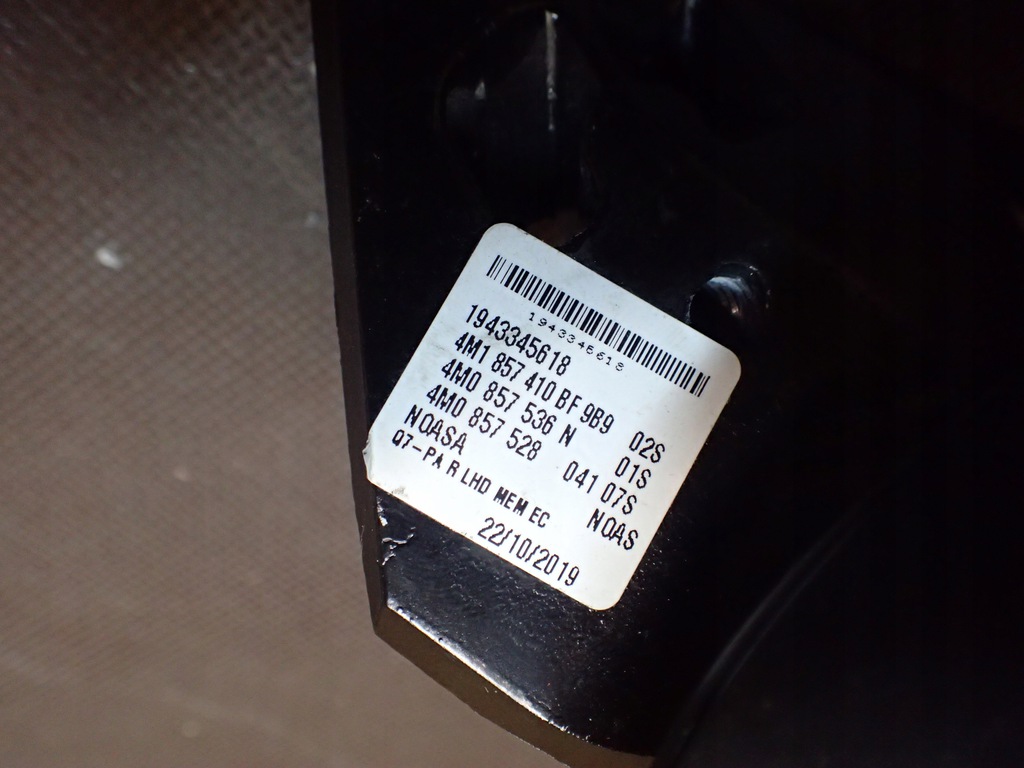 1943345618
1943345618
4M1 857 410 BF 9B9 02S
4M0 857 536 N 01S
4M0 857 528 041 07S
NOASA NOAS
Q7-PA R LHD MEM EC
22/10/2019